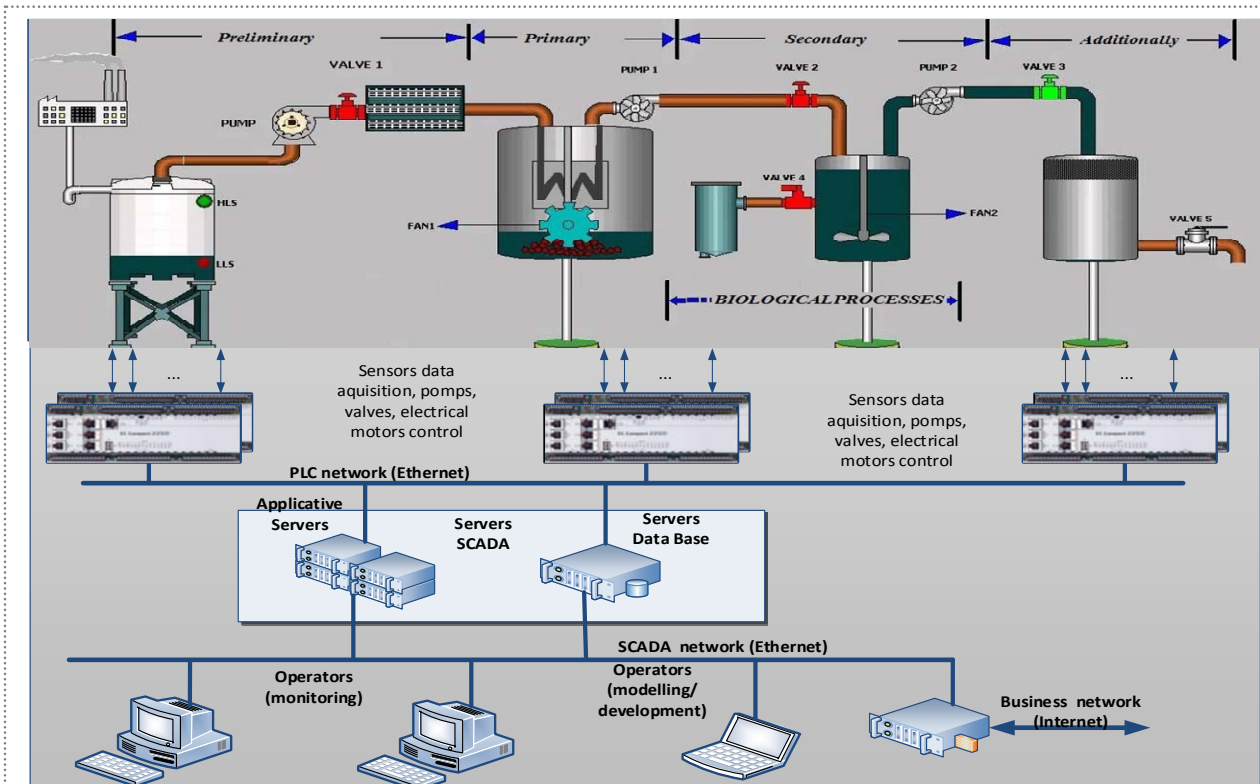 Preliminary
Primary
Secondary
Additionally
VALVE 1
PUMP 1
VALVE 2
PUMP 2
VALVE 3
PUMP
HLS
VALVE 4
FAN1
FAN2
VALVE 5
LLS
BIOLOGICAL PROCESSES
...
...
...
Sensors data
aquisition, pomps,
valves, electrical
motors control
Sensors data
aquisition, pomps,
valves, electrical
motors control
PLC network (Ethernet)
Applicative
Servers
Servers
SCADA
Servers
Data Base
SCADA network (Ethernet)
Operators
(monitoring)
Operators
(modelling/
development)
Business network
(Internet)